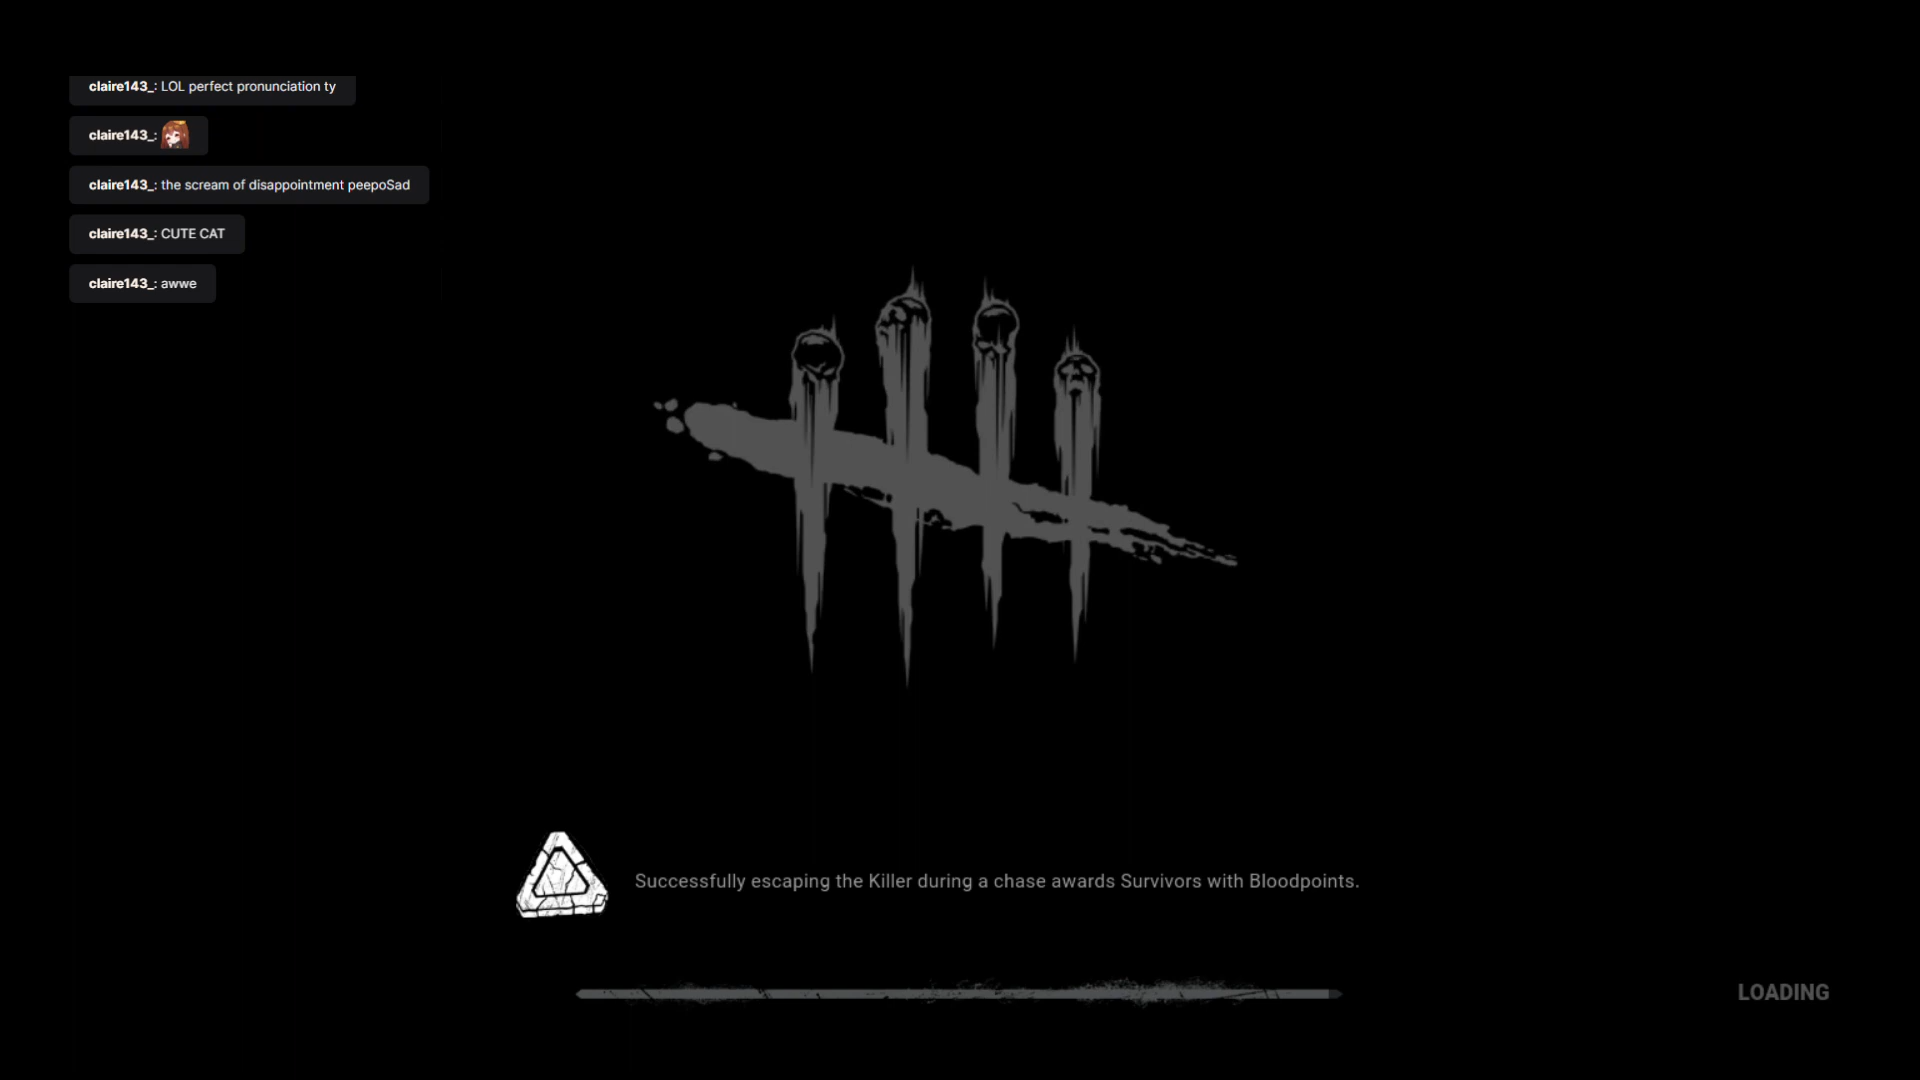 claire143_: LOL perfect pronunciation ty
claire143_:
claire143_: the scream of disappointment peepoSad
claire143_: CUTE CAT
claire143_: awwe
Successfully escaping the Killer during a chase awards Survivors with Bloodpoints.
LOADING